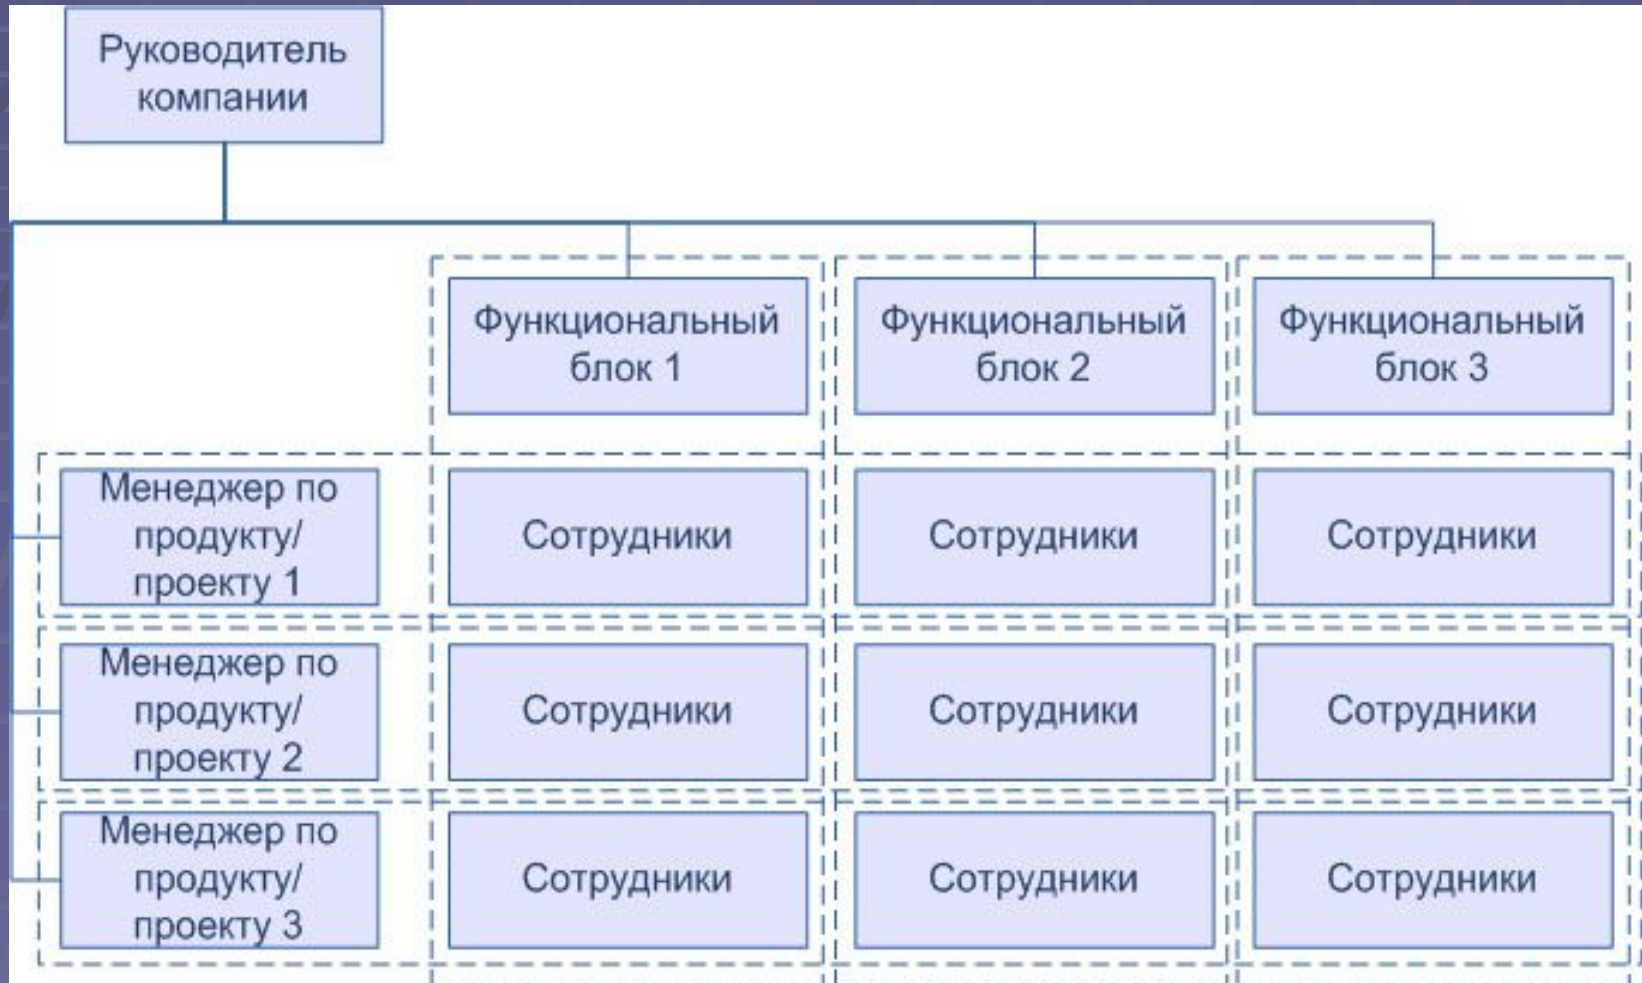 Руководитель
компании
Функциональный
блок 1
Функциональный
блок 2
Функциональный
блок 3
Менеджер по
продукту/
проекту 1
Сотрудники
Сотрудники
Сотрудники
Менеджер по
продукту/
проекту 2
Сотрудники
Сотрудники
Сотрудники
Менеджер по
продукту/
проекту 3
Сотрудники
Сотрудники
Сотрудники